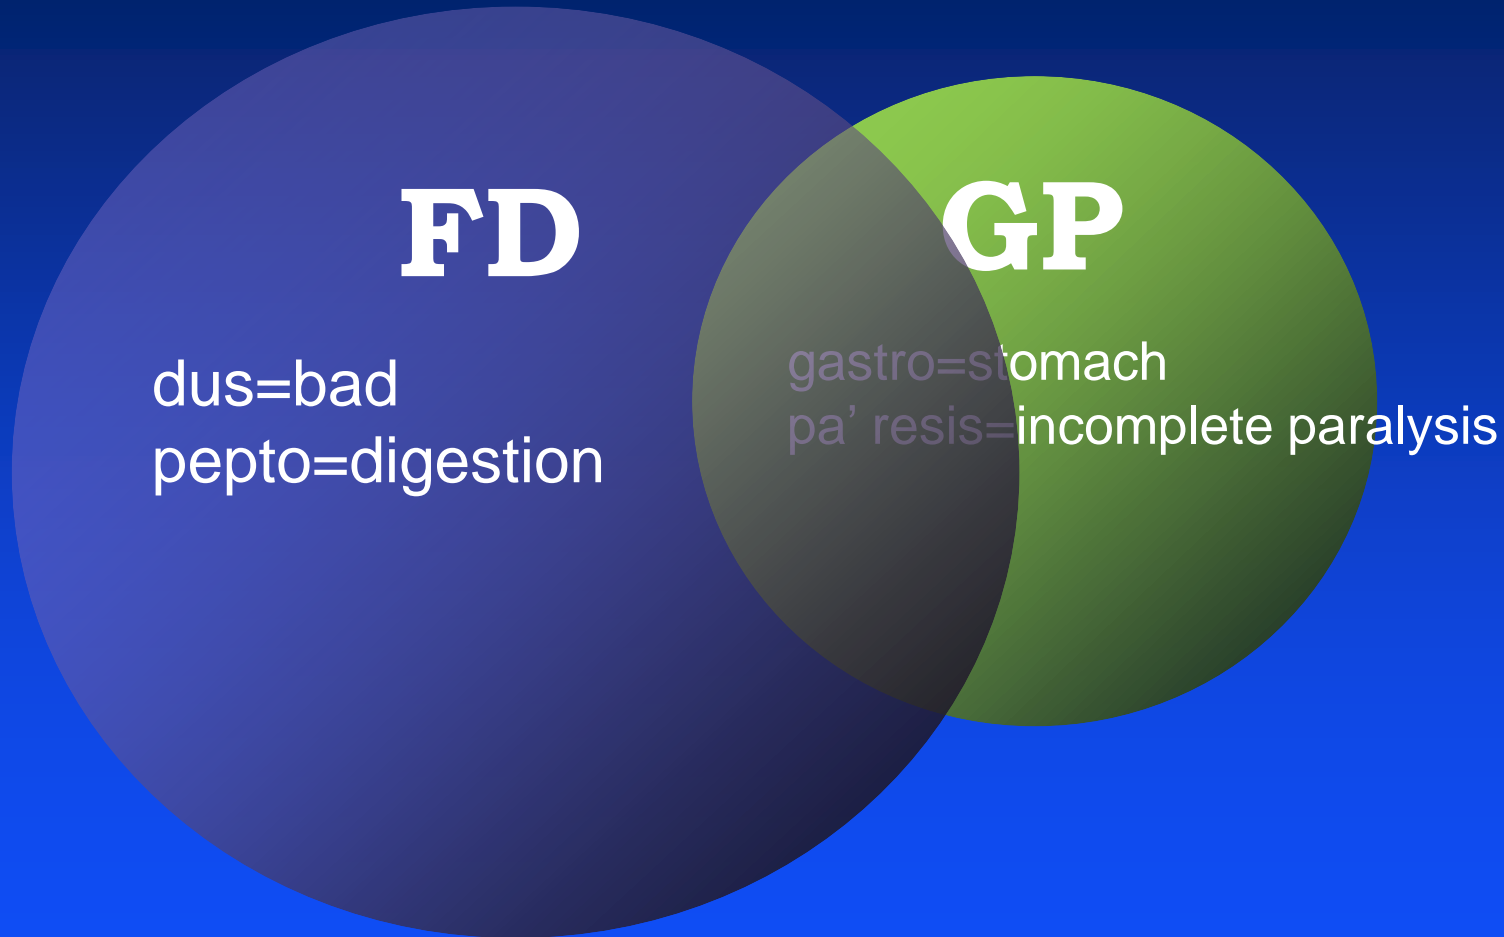 FD
GP
dus=bad
pepto=digestion
gastro=stomach
pa’ resis=incomplete paralysis